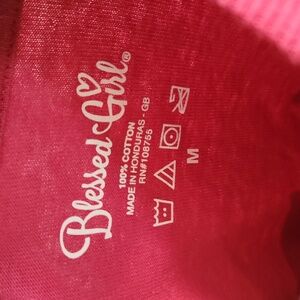 Blessed Girl®
100% COTTON
MADE IN HONDURAS - GB
RN#108755
M